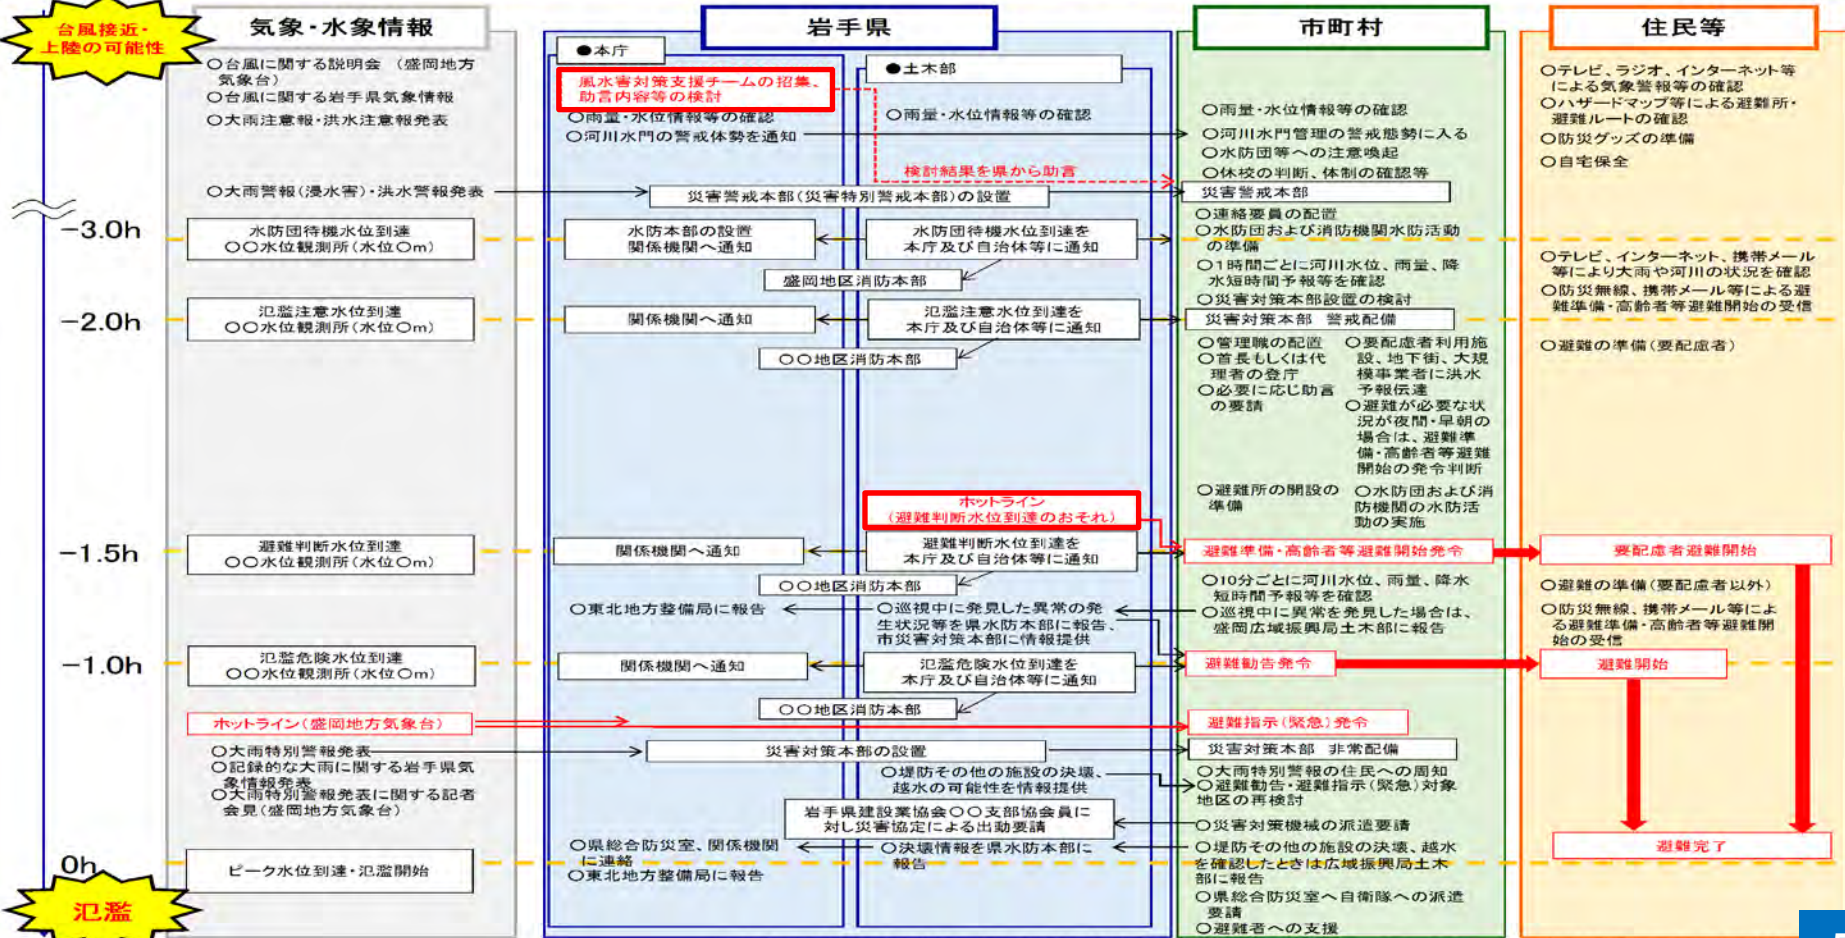 台風接近・
上陸の可能性
気象・水象情報
○台風に関する説明会 （盛岡地方
気象台）
○台風に関する岩手県気象情報
○大雨注意報・洪水注意報発表
○大雨警報（浸水害）・洪水警報発表
岩手県
●本庁
風水害対策支援チームの招集、
助言内容等の検討
○雨量・水位情報等の確認
○河川水門の警戒体勢を通知
●土木部
○雨量・水位情報等の確認
検討結果を県から助言
災害警戒本部（災害特別警戒本部）の設置
市町村
○雨量・水位情報等の確認
○河川水門管理の警戒態勢に入る
○水防団等への注意喚起
○休校の判断、体制の確認等
災害警戒本部
○連絡要員の配置
○水防団および消防機関水防活動
の準備
○1時間ごとに河川水位、雨量、降
水短時間予報等を確認
○災害対策本部設置の検討
住民等
○テレビ、ラジオ、インターネット等
による気象警報等の確認
○ハザードマップ等による避難所・
避難ルートの確認
○防災グッズの準備
○自宅保全
○テレビ、インターネット、携帯メール
等により大雨や河川の状況を確認
○防災無線、携帯メール等による避
難準備・高齢者等避難開始の受信
−3.0h
水防団待機水位到達
○○水位観測所（水位○m）
水防本部の設置
関係機関へ通知
水防団待機水位到達を
本庁及び自治体等に通知
盛岡地区消防本部
−2.0h
氾濫注意水位到達
○○水位観測所（水位○m）
関係機関へ通知
氾濫注意水位到達を
本庁及び自治体等に通知
○○地区消防本部
災害対策本部 警戒配備
○管理職の配置
○首長もしくは代
理者の登庁
○必要に応じ助言
の要請
○要配慮者利用施
設、地下街、大規
模事業者に洪水
予報伝達
○避難が必要な状
況が夜間・早朝の
場合は、避難準
備・高齢者等避難
開始の発令判断
○避難所の開設の
準備
○水防団および消
防機関の水防活
動の実施
○避難の準備（要配慮者）
ホットライン
（避難判断水位到達のおそれ）
−1.5h
避難判断水位到達
○○水位観測所（水位○m）
関係機関へ通知
避難判断水位到達を
本庁及び自治体等に通知
○○地区消防本部
避難準備・高齢者等避難開始発令
要配慮者避難開始
○東北地方整備局に報告
○巡視中に発見した異常の発
生状況等を県水防本部に報告、
市災害対策本部に情報提供
○10分ごとに河川水位、雨量、降水
短時間予報等を確認
○巡視中に異常を発見した場合は、
盛岡広域振興局土木部に報告
○避難の準備（要配慮者以外）
○防災無線、携帯メール等によ
る避難準備・高齢者等避難開
始の受信
−1.0h
氾濫危険水位到達
○○水位観測所（水位○m）
関係機関へ通知
氾濫危険水位到達を
本庁及び自治体等に通知
○○地区消防本部
避難勧告発令
避難開始
ホットライン（盛岡地方気象台）
避難指示（緊急）発令
○大雨特別警報発表
○記録的な大雨に関する岩手県気
象情報発表
○大雨特別警報発表に関する記者
会見（盛岡地方気象台）
災害対策本部の設置
災害対策本部 非常配備
○堤防その他の施設の決壊、
越水の可能性を情報提供
○大雨特別警報の住民への周知
○避難勧告・避難指示（緊急）対象
地区の再検討
岩手県建設業協会○○支部協会員に
対し災害協定による出動要請
○災害対策機械の派遣要請
○県総合防災室、関係機関
に連絡
○東北地方整備局に報告
○決壊情報を県水防本部に
報告
○堤防その他の施設の決壊、越水
を確認したときは広域振興局土木
部に報告
○県総合防災室へ自衛隊への派遣
要請
○避難者への支援
避難完了
0h
ピーク水位到達・氾濫開始
氾濫